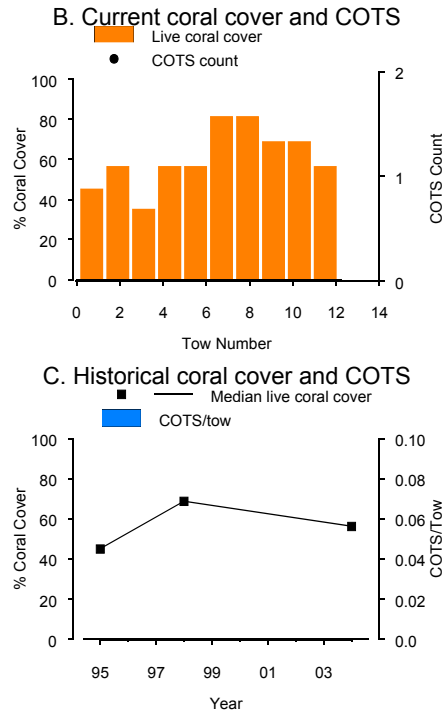 B. Current coral cover and COTS
Live coral cover
COTS count
100
80
60
40
20
0
% Coral Cover
2
1
0
COTS Count
0 2 4 6 8 10 12 14
Tow Number
C. Historical coral cover and COTS
Median live coral cover
COTS/tow
100
80
60
40
20
0
% Coral Cover
0.10
0.08
0.06
0.04
0.02
0.0
COTS/Tow
95 97 99 01 03
Year